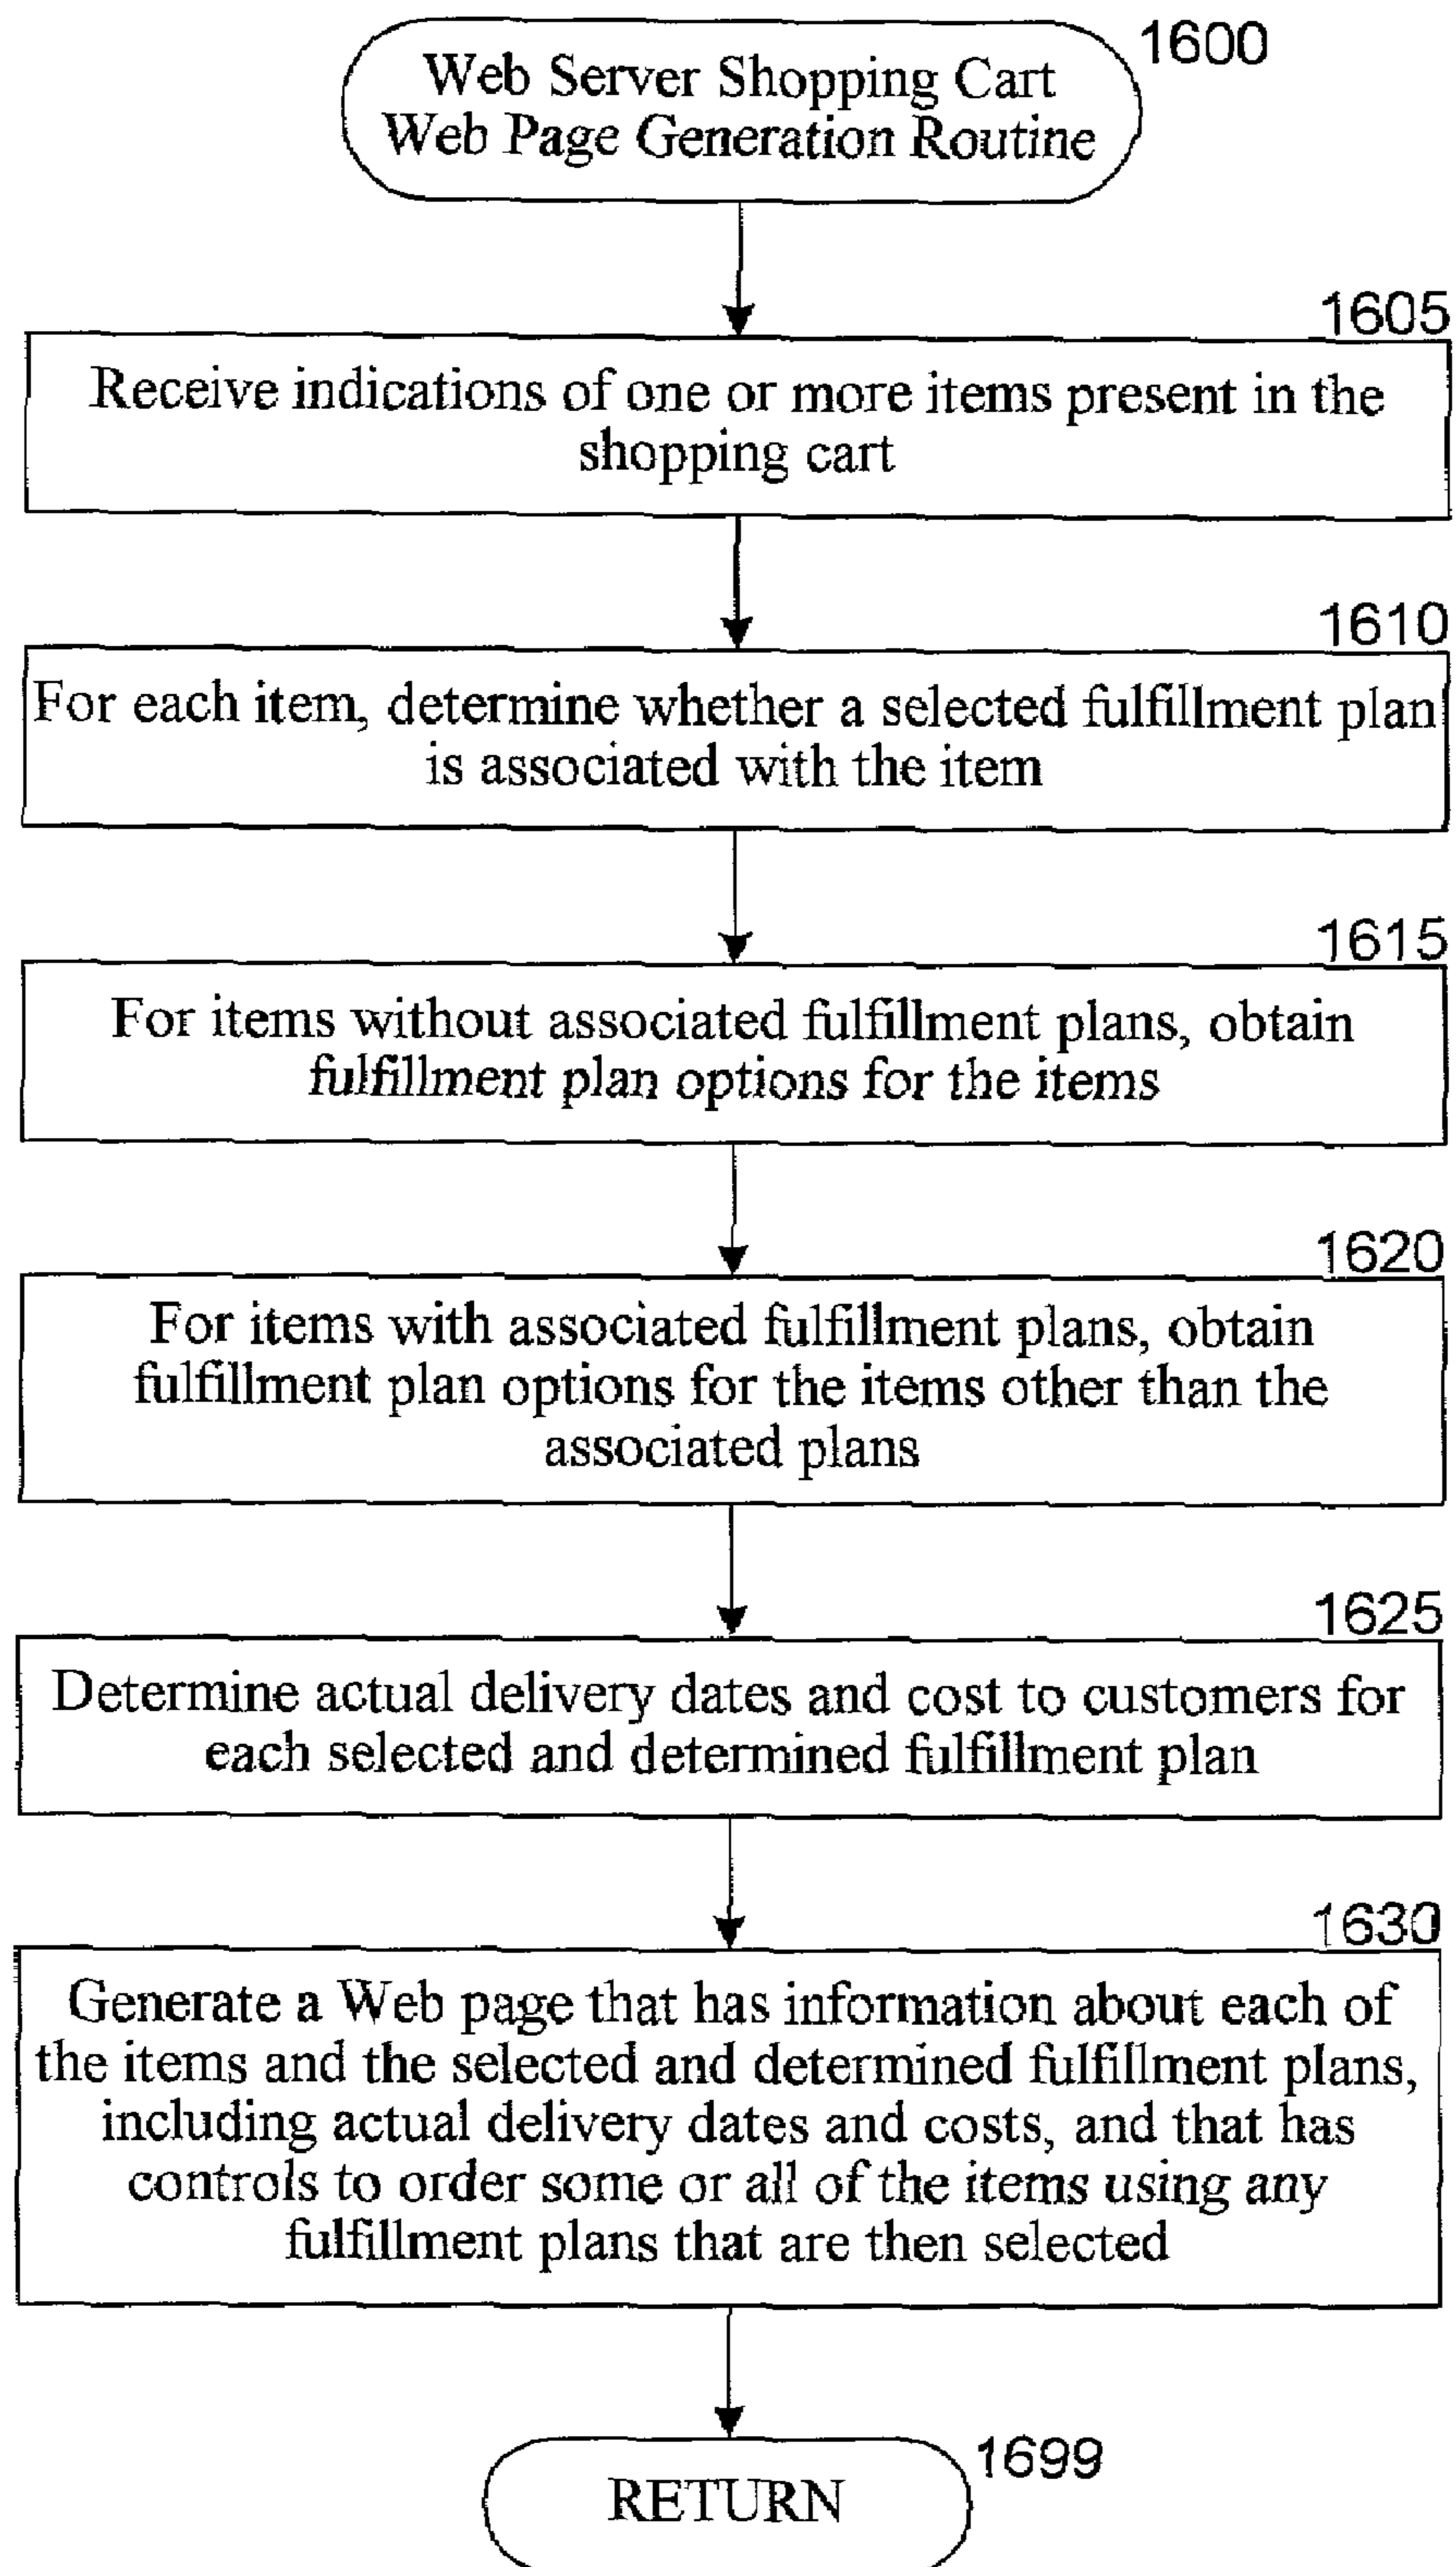 1600
Web Server Shopping Cart
Web Page Generation Routine
1605
Receive indications of one or more items present in the
shopping cart
1610
For each item, determine whether a selected fulfillment plan
is associated with the item
1615
For items without associated fulfillment plans, obtain
fulfillment plan options for the items
1620
For items with associated fulfillment plans, obtain
fulfillment plan options for the items other than the
associated plans
1625
Determine actual delivery dates and cost to customers for
each selected and determined fulfillment plan
1630
Generate a Web page that has information about each of
the items and the selected and determined fulfillment plans,
including actual delivery dates and costs, and that has
controls to order some or all of the items using any
fulfillment plans that are then selected
1699
RETURN